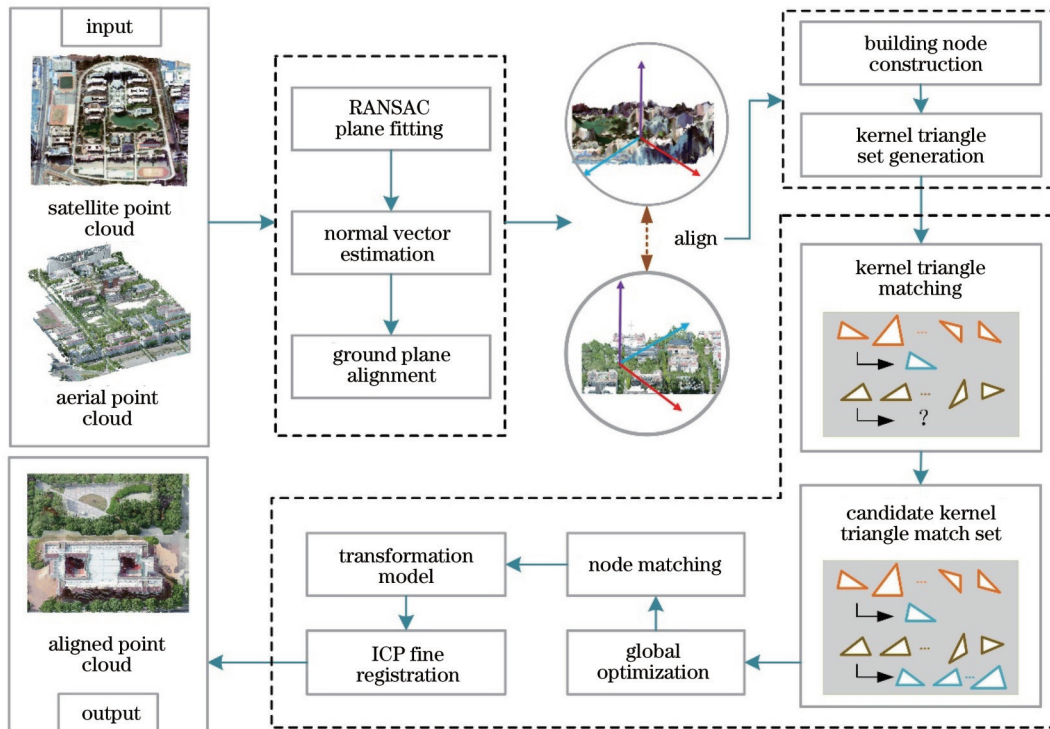 input
satellite point
cloud
aerial point
cloud
RANSAC
plane fitting
normal vector
estimation
ground plane
alignment
align
building node
construction
kernel triangle
set generation
kernel triangle
matching
...
...
?
candidate kernel
triangle match set
...
...
...
global
optimization
node matching
transformation
model
ICP fine
registration
aligned point
cloud
output